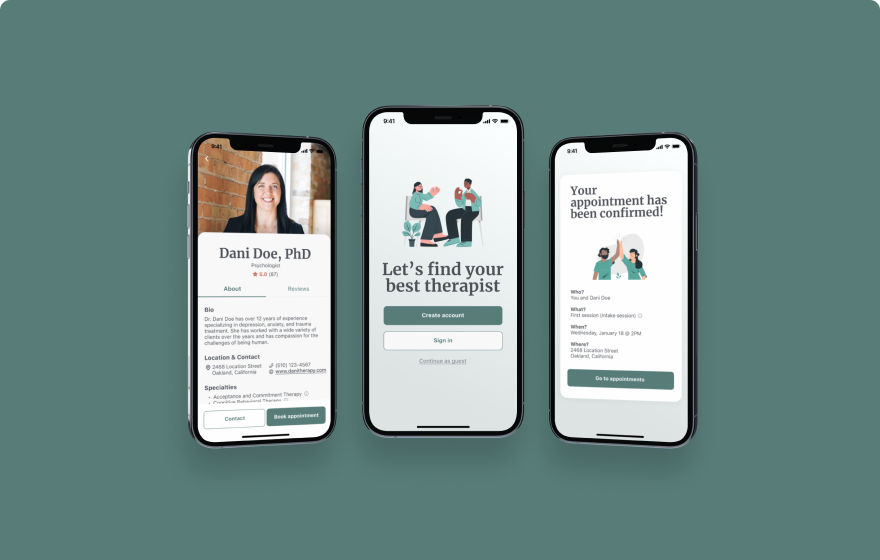 9:41
Dani Doe, PhD
Psychologist
5.0 (87)
About
Reviews
Bio
Dr. Dani Doe has over 12 years of experience
specializing in depression, anxiety, and trauma
treatment. She has worked with a wide variety of
clients over the years and has compassion for the
challenges of being human.
Location & Contact
2468 Location Street
Oakland, California
(510) 123-4567
www.danitherapy.com
Specialties
Acceptance and Commitment Therapy
Cognitive Behavioral Therapy
Contact
Book appointment
9:41
Let's find your
best therapist
Create account
Sign in
Continue as guest
9:41
Your
appointment has
been confirmed!
Who?
You and Dani Doe
What?
First session (Intake session)
When?
Wednesday, January 18 @ 2PM
Where?
2468 Location Street
Oakland, California
Go to appointments